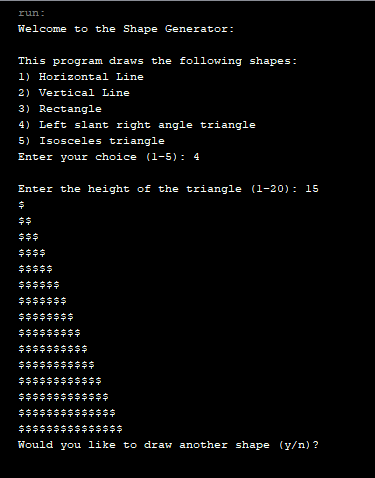 run:
Welcome to the Shape Generator:
This program draws the following shapes:
1) Horizontal Line
2) Vertical Line
3) Rectangle
4) Left slant right angle triangle
5) Isosceles triangle
Enter your choice (1-5): 4
Enter the height of the triangle (1-20): 15
$
$$
$$$
$$$$
$$$$$
$$$$$$
$$$$$$$
$$$$$$$$
$$$$$$$$$
$$$$$$$$$$
$$$$$$$$$$$
$$$$$$$$$$$$
$$$$$$$$$$$$$
$$$$$$$$$$$$$$
$$$$$$$$$$$$$$$
Would you like to draw another shape (y/n)?